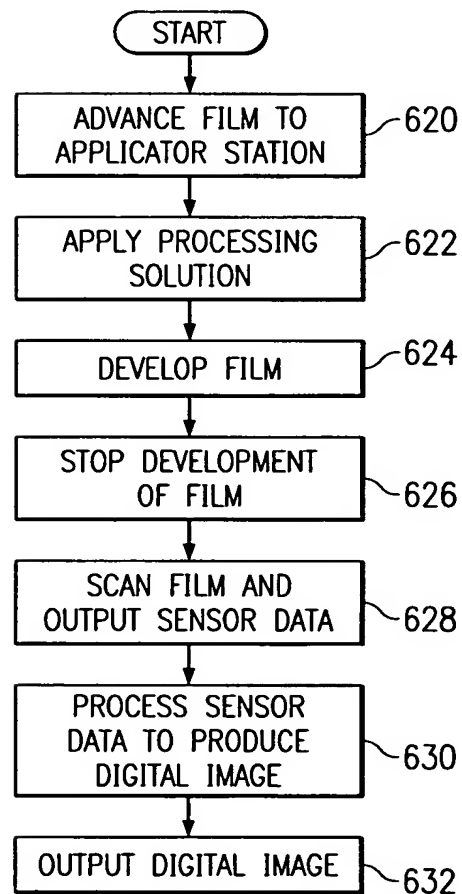 START
ADVANCE FILM TO
APPLICATOR STATION
620
APPLY PROCESSING
SOLUTION
622
DEVELOP FILM
624
STOP DEVELOPMENT
OF FILM
626
SCAN FILM AND
OUTPUT SENSOR DATA
628
PROCESS SENSOR
DATA TO PRODUCE
DIGITAL IMAGE
630
OUTPUT DIGITAL IMAGE
632